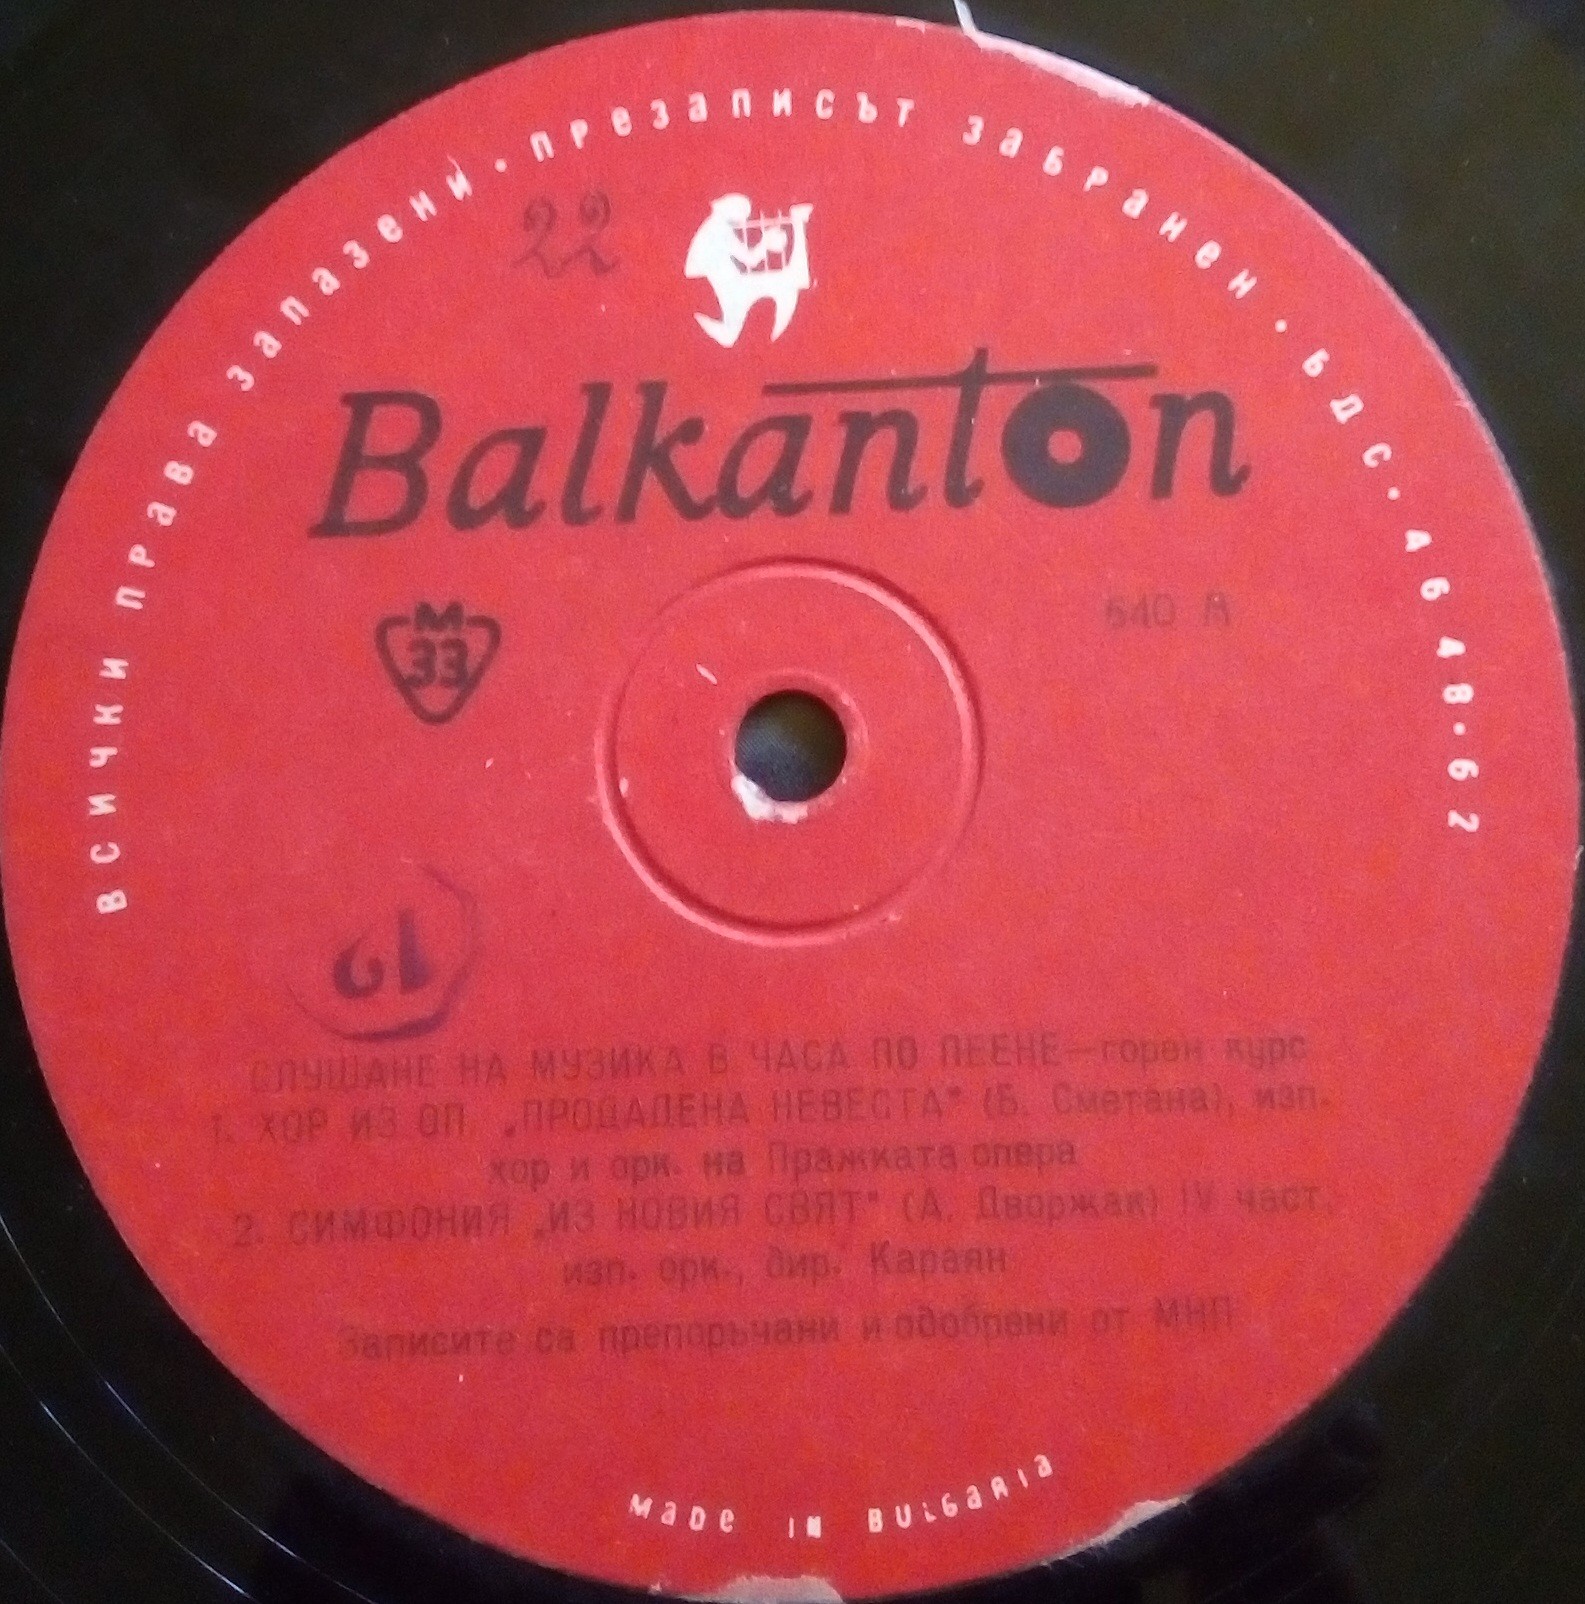 всички права запазени · презаписът забранен · бдс · аб 48 · 62
22
Balkanton
М
33
640 А
СЛУШАНЕ НА МУЗИКА В ЧАСА ПО ПЕЕНЕ—горен курс
1. ХОР ИЗ ОП. „ПРОДАДЕНА НЕВЕСТА" (Б. Сметана), изп.
хор и орк. на Пражката опера
2. СИМФОНИЯ „ИЗ НОВИЯ СВЯТ" (А. Дворжак) IV част,
изп. орк., дир. Караян
Записите са препоръчани и одобрени от МНП
MADE IN BULGARIA